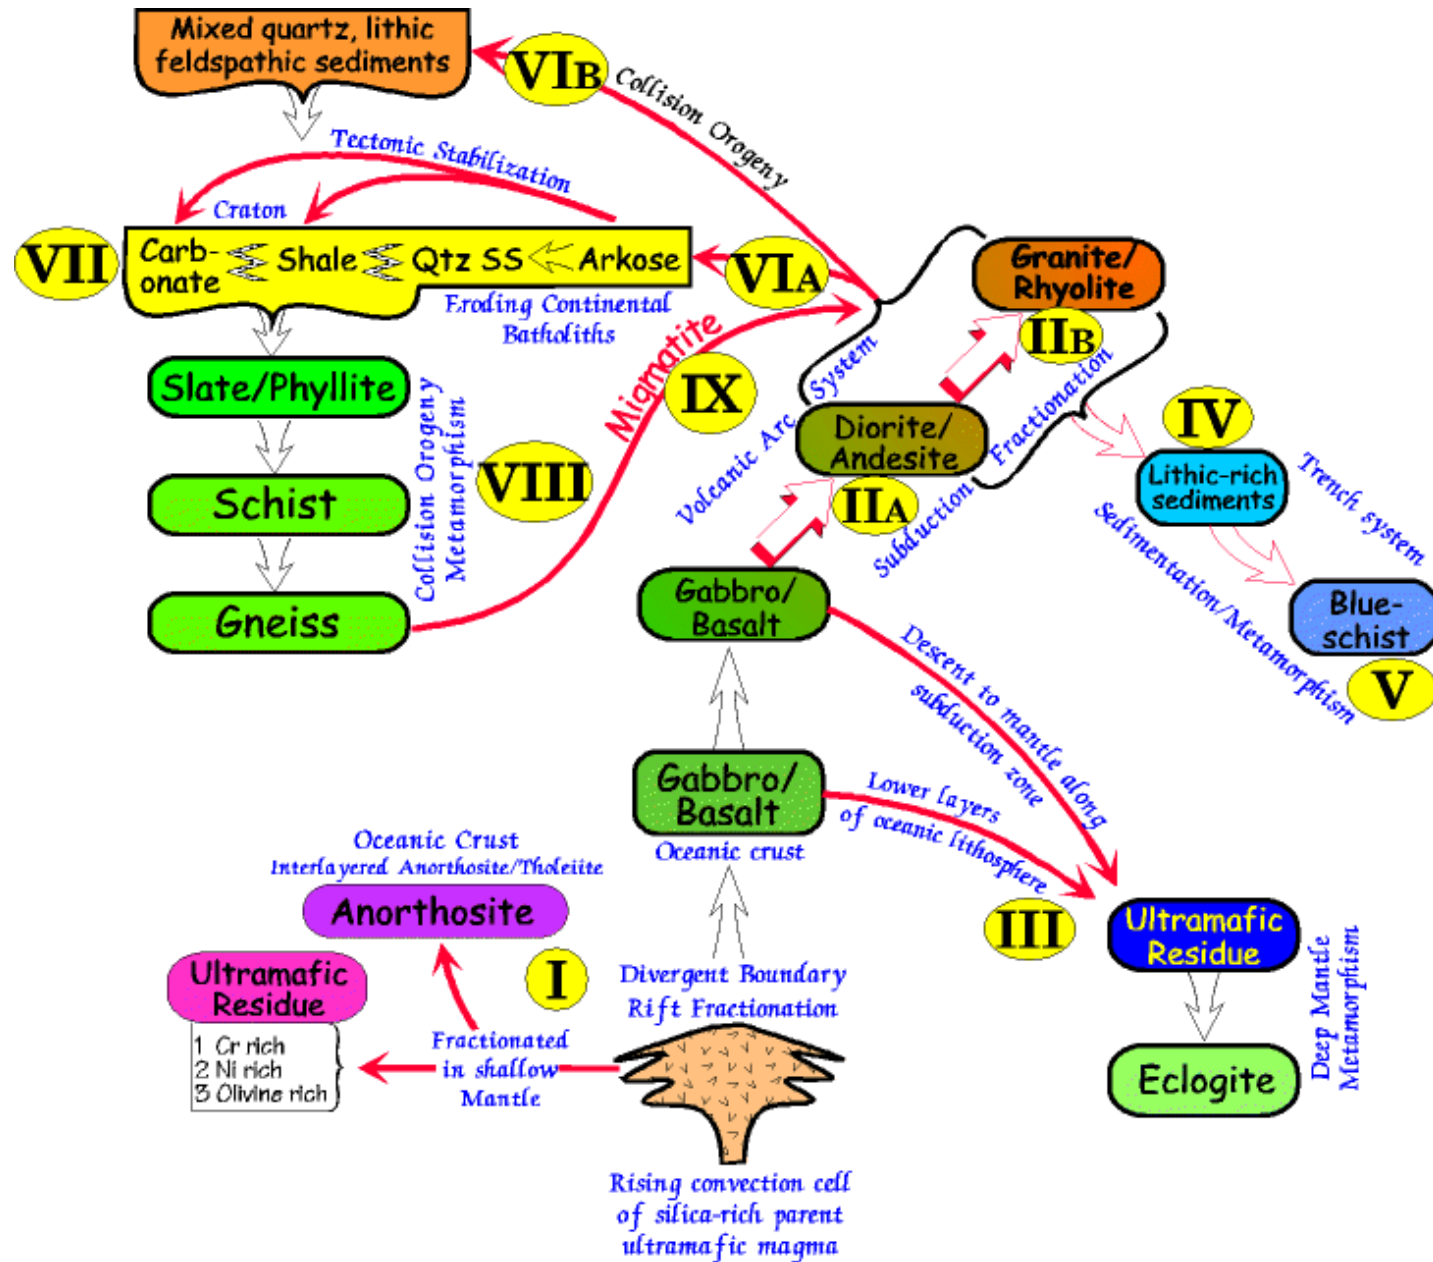 Mixed quartz, lithic
feldspathic sediments
VIB
Collision Orogeny
Tectonic Stabilization
Craton
VII
Carb-
onate
Shale
Qtz SS
Arkose
VIA
Eroding Continental
Batholiths
Granite/
Rhyolite
IIB
Slate/Phyllite
Schist
Gneiss
Collision Orogeny
Metamorphism
VIII
Migmatite
IX
Volcanic Arc System
Diorite/
Andesite
IIA
Subduction Fractionation
IV
Lithic-rich
sediments
Trench system
Sedimentation/Metamorphism
Blue-
schist
V
Gabbro/
Basalt
Descent to mantle along
subduction zone
Gabbro/
Basalt
Oceanic crust
Lower layers
of oceanic lithosphere
III
Ultramafic
Residue
Deep Mantle
Metamorphism
Eclogite
Oceanic Crust
Interlayered Anorthosite/Tholeiite
Anorthosite
I
Ultramafic
Residue
1 Cr rich
2 Ni rich
3 Olivine rich
Fractionated
in shallow
Mantle
Divergent Boundary
Rift Fractionation
Rising convection cell
of silica-rich parent
ultramafic magma